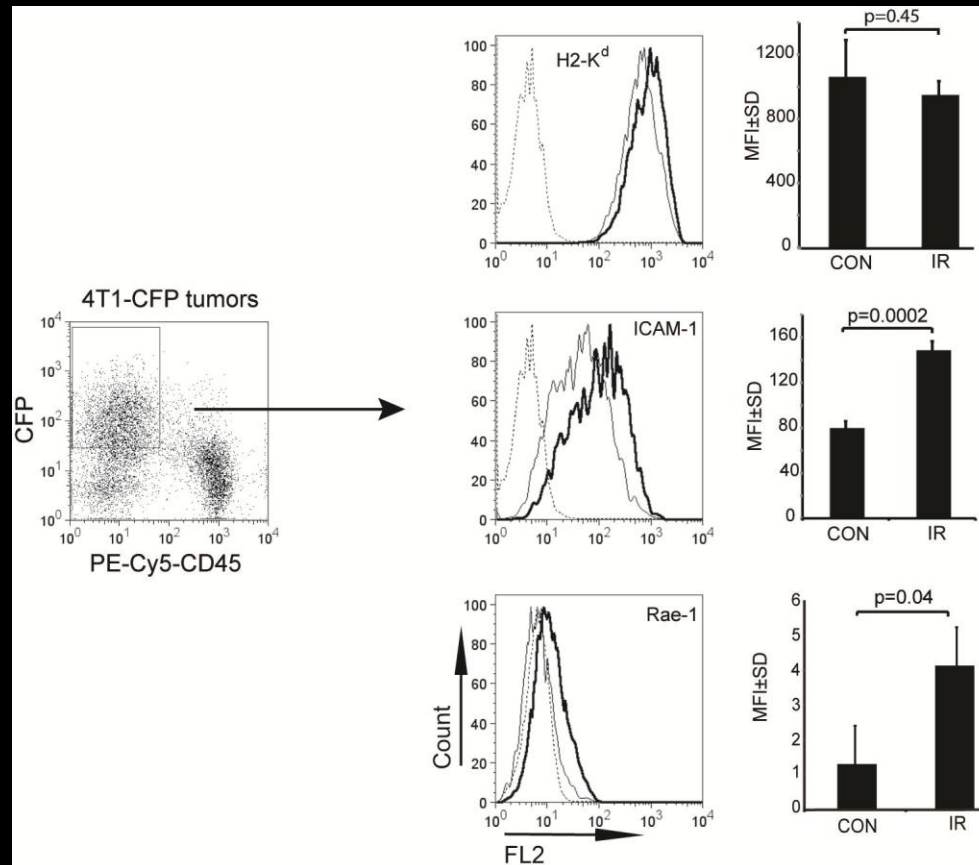 4T1-CFP tumors
CFP
10^4
10^3
10^2
10^1
10^0
10^0 10^1 10^2 10^3 10^4
PE-Cy5-CD45
H2-K^d
100
80
60
40
20
0
10^0 10^1 10^2 10^3 10^4
p=0.45
MFI±SD
1200
800
400
0
CON IR
ICAM-1
100
80
60
40
20
0
10^0 10^1 10^2 10^3 10^4
p=0.0002
MFI±SD
160
120
80
40
0
CON IR
Rae-1
Count
100
80
60
40
20
0
10^0 10^1 10^2 10^3 10^4
FL2
p=0.04
MFI±SD
6
5
4
3
2
1
0
CON IR